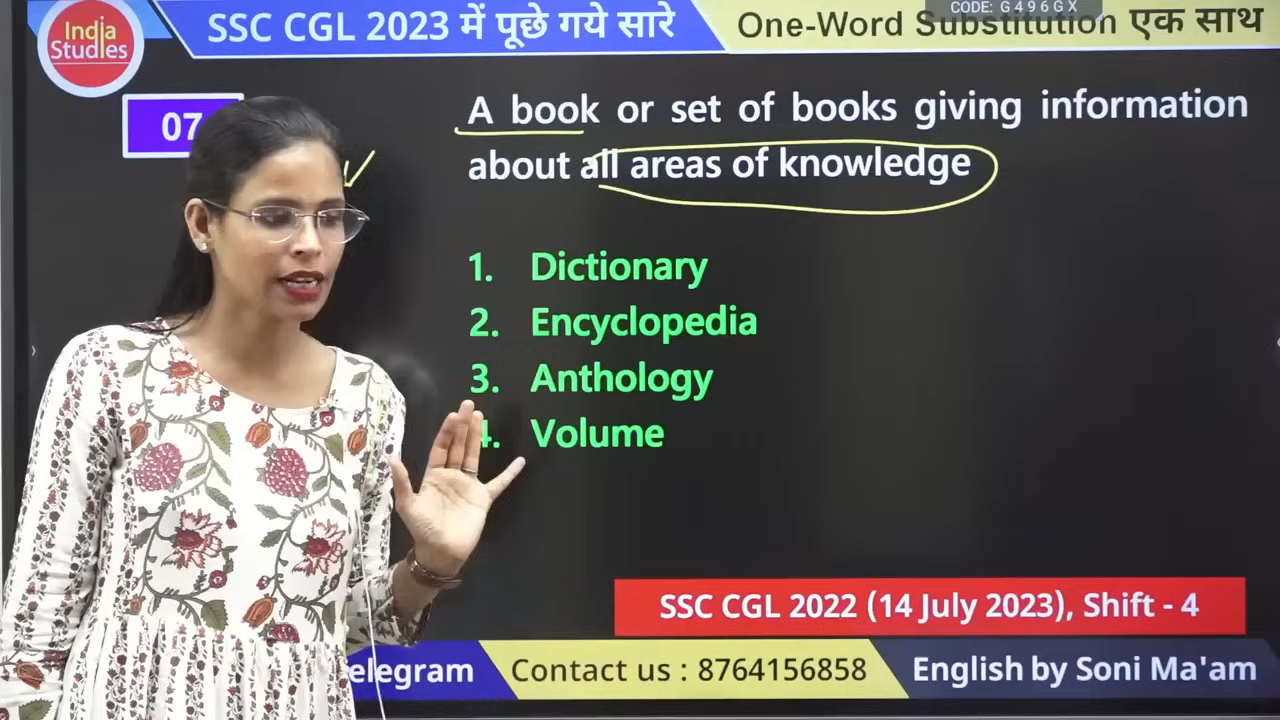 India
Studies
SSC CGL 2023 में पूछे गये सारे
One-Word Substitution एक साथ
CODE: G496GX
07
A book or set of books giving information
about all areas of knowledge
1. Dictionary
2. Encyclopedia
3. Anthology
4. Volume
SSC CGL 2022 (14 July 2023), Shift - 4
elegram
Contact us : 8764156858
English by Soni Ma'am